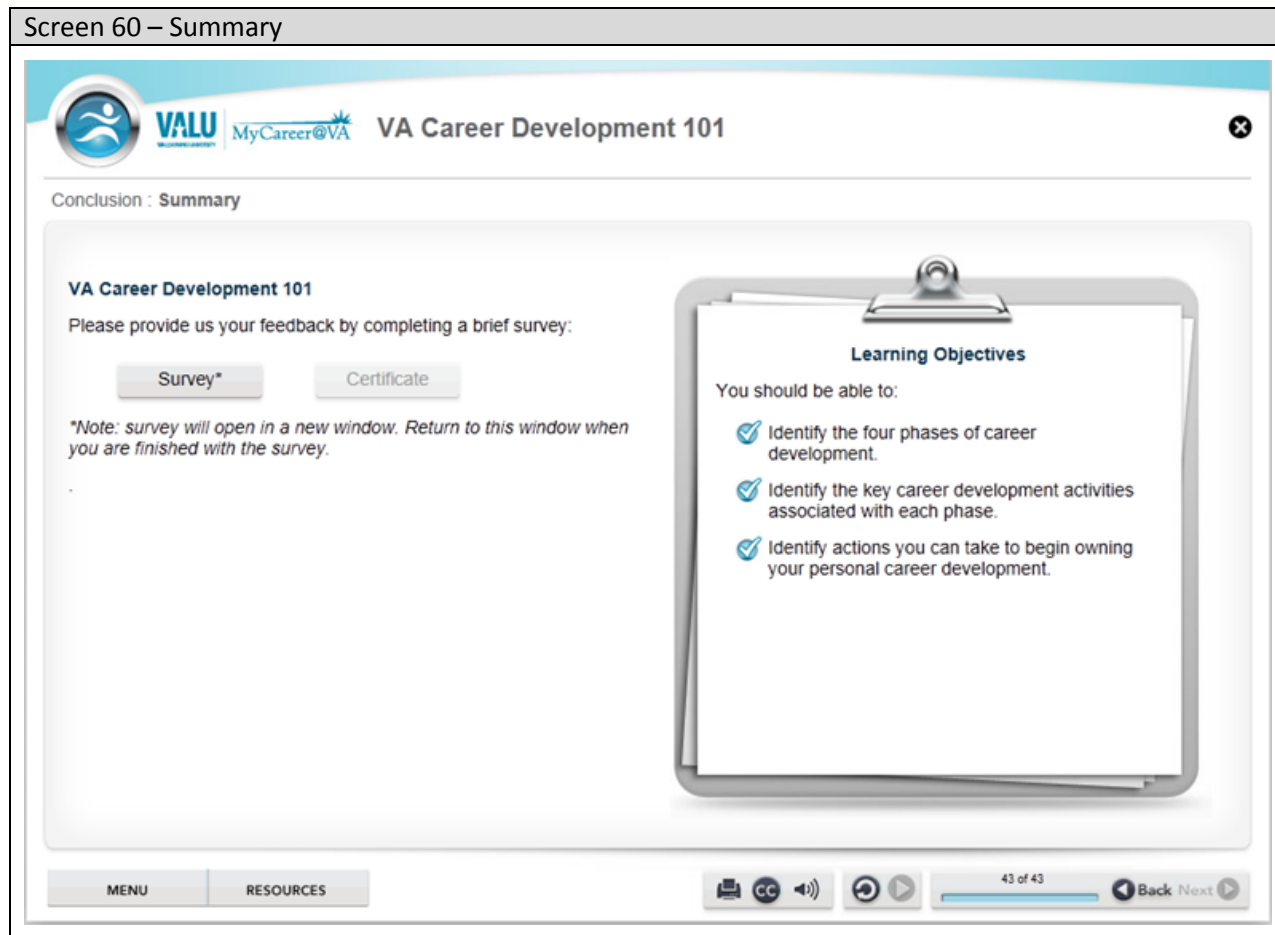 Screen 60 – Summary
VALU
MyCareer@VA
VA Career Development 101
Conclusion : Summary
VA Career Development 101
Please provide us your feedback by completing a brief survey:
Survey*
Certificate
*Note: survey will open in a new window. Return to this window when
you are finished with the survey.
.
Learning Objectives
You should be able to:
Identify the four phases of career
development.
Identify the key career development activities
associated with each phase.
Identify actions you can take to begin owning
your personal career development.
MENU
RESOURCES
CC
43 of 43
Back Next